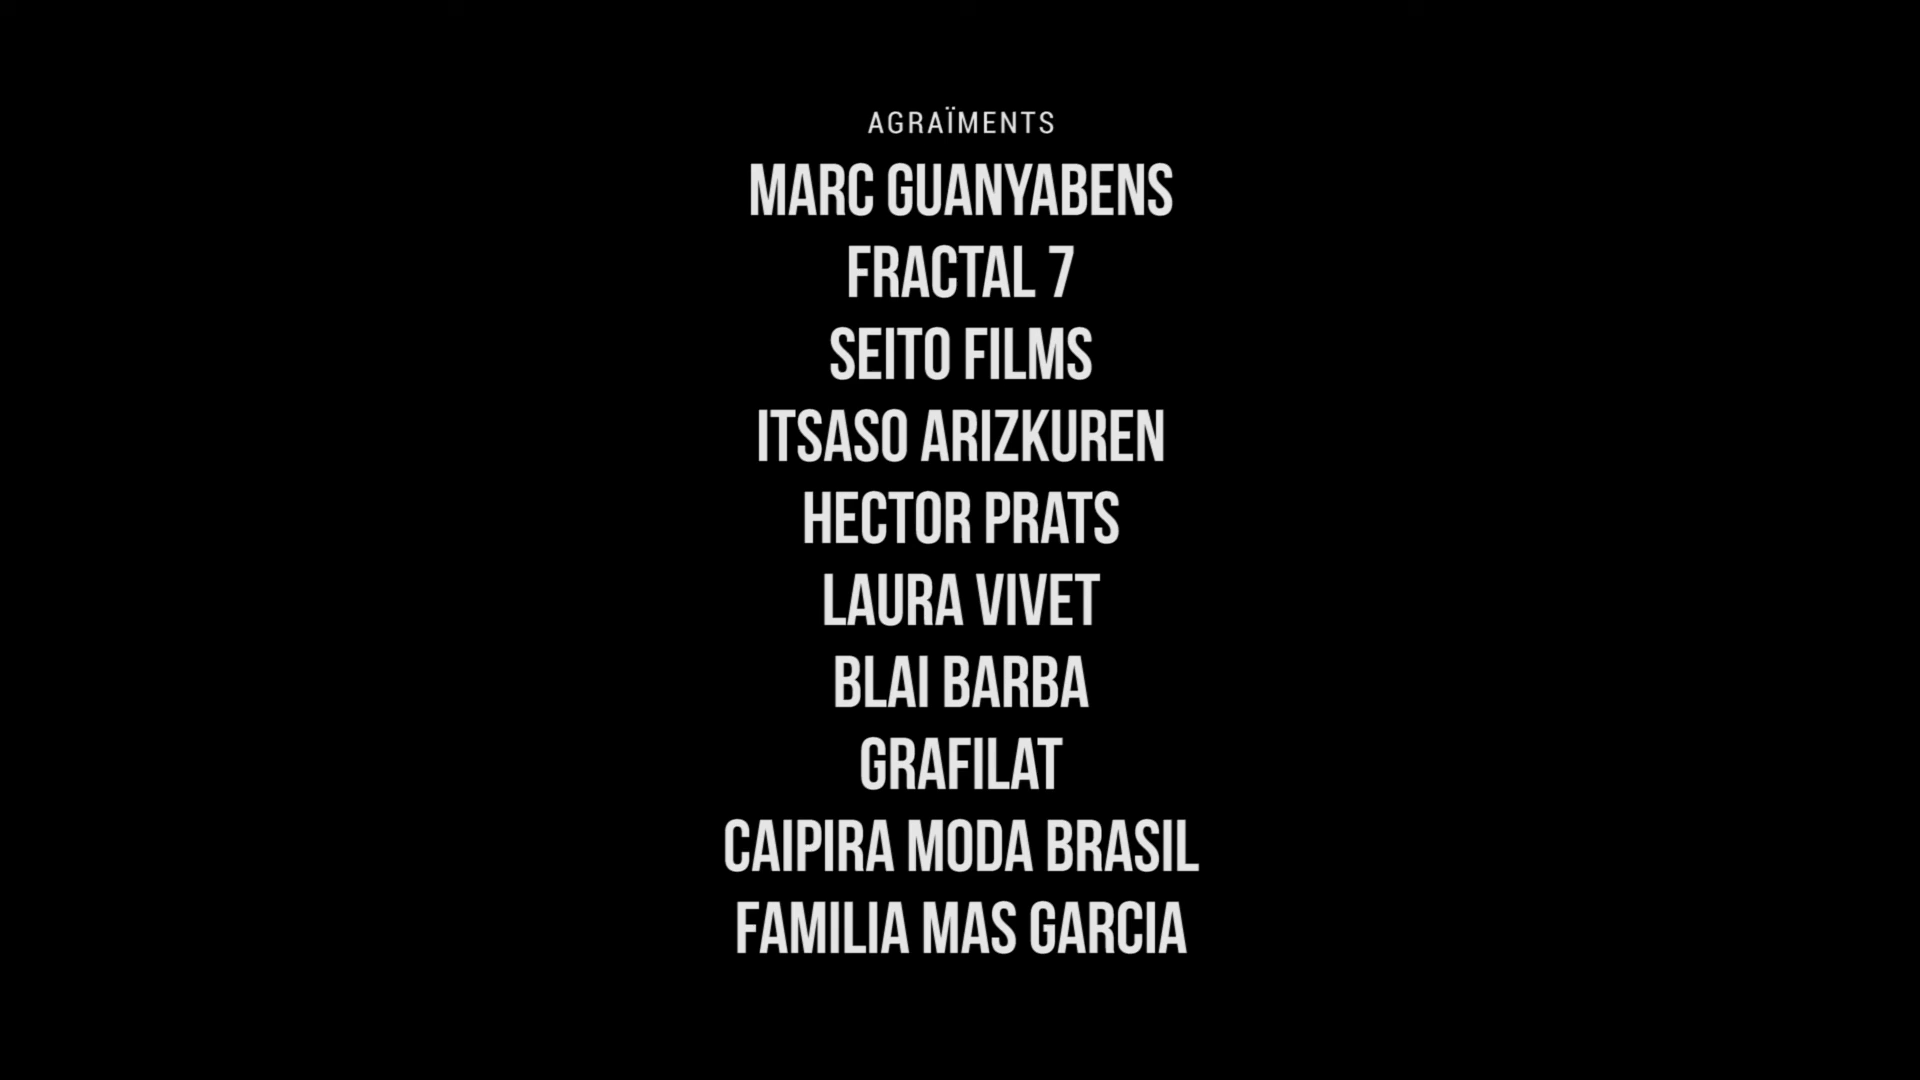 AGRAÏMENTS
MARC GUANYABENS
FRACTAL 7
SEITO FILMS
ITSASO ARIZKUREN
HECTOR PRATS
LAURA VIVET
BLAI BARBA
GRAFILAT
CAIPIRA MODA BRASIL
FAMILIA MAS GARCIA